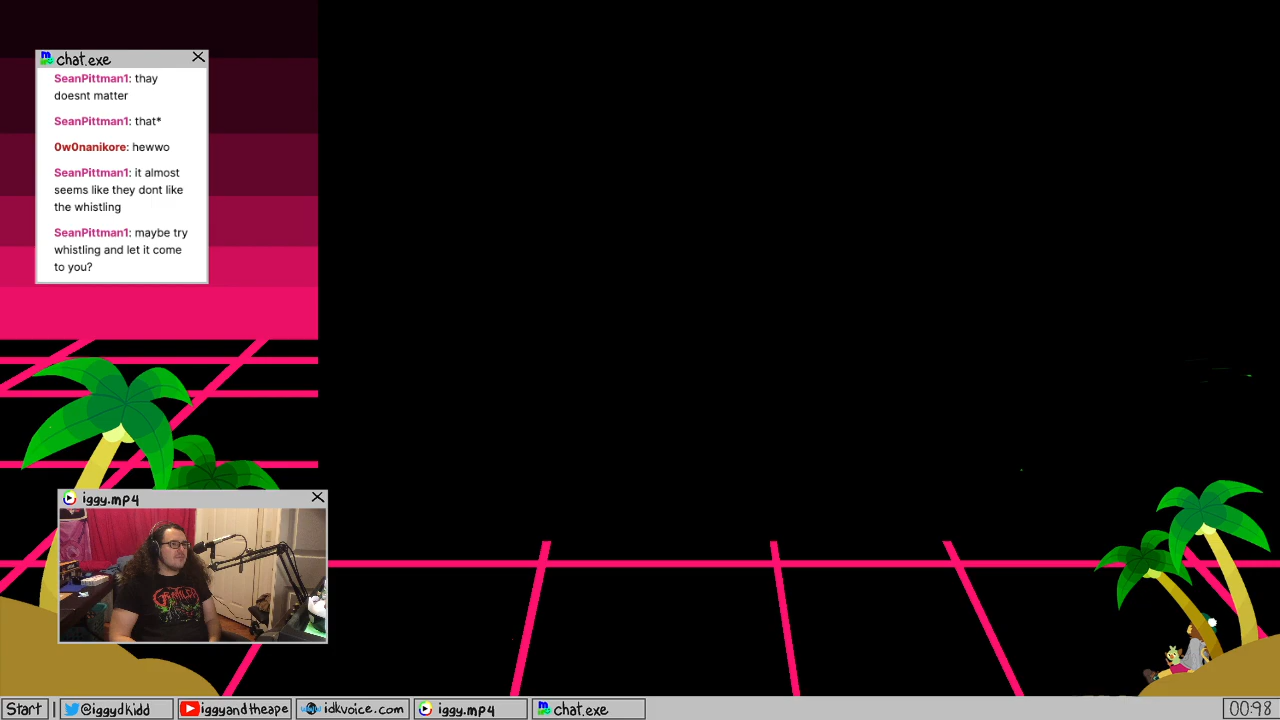 chat.exe
SeanPittman1: thay
doesnt matter
SeanPittman1: that*
0w0nanikore: hewwo
SeanPittman1: it almost
seems like they dont like
the whistling
SeanPittman1: maybe try
whistling and let it come
to you?
iggy.mp4
Start | @iggydkidd iggyandtheape idkvoice.com iggy.mp4 chat.exe 00:98